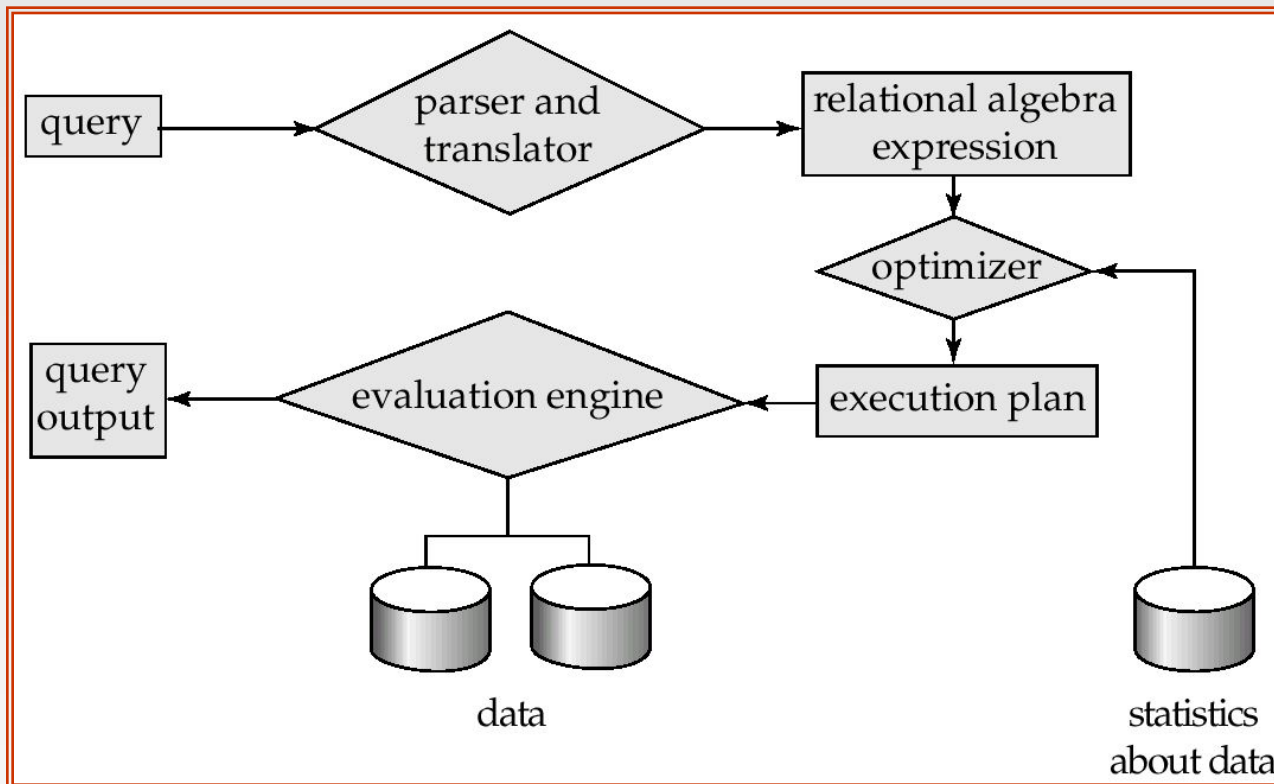 query
parser and
translator
relational algebra
expression
optimizer
query
output
evaluation engine
execution plan
data
statistics
about data